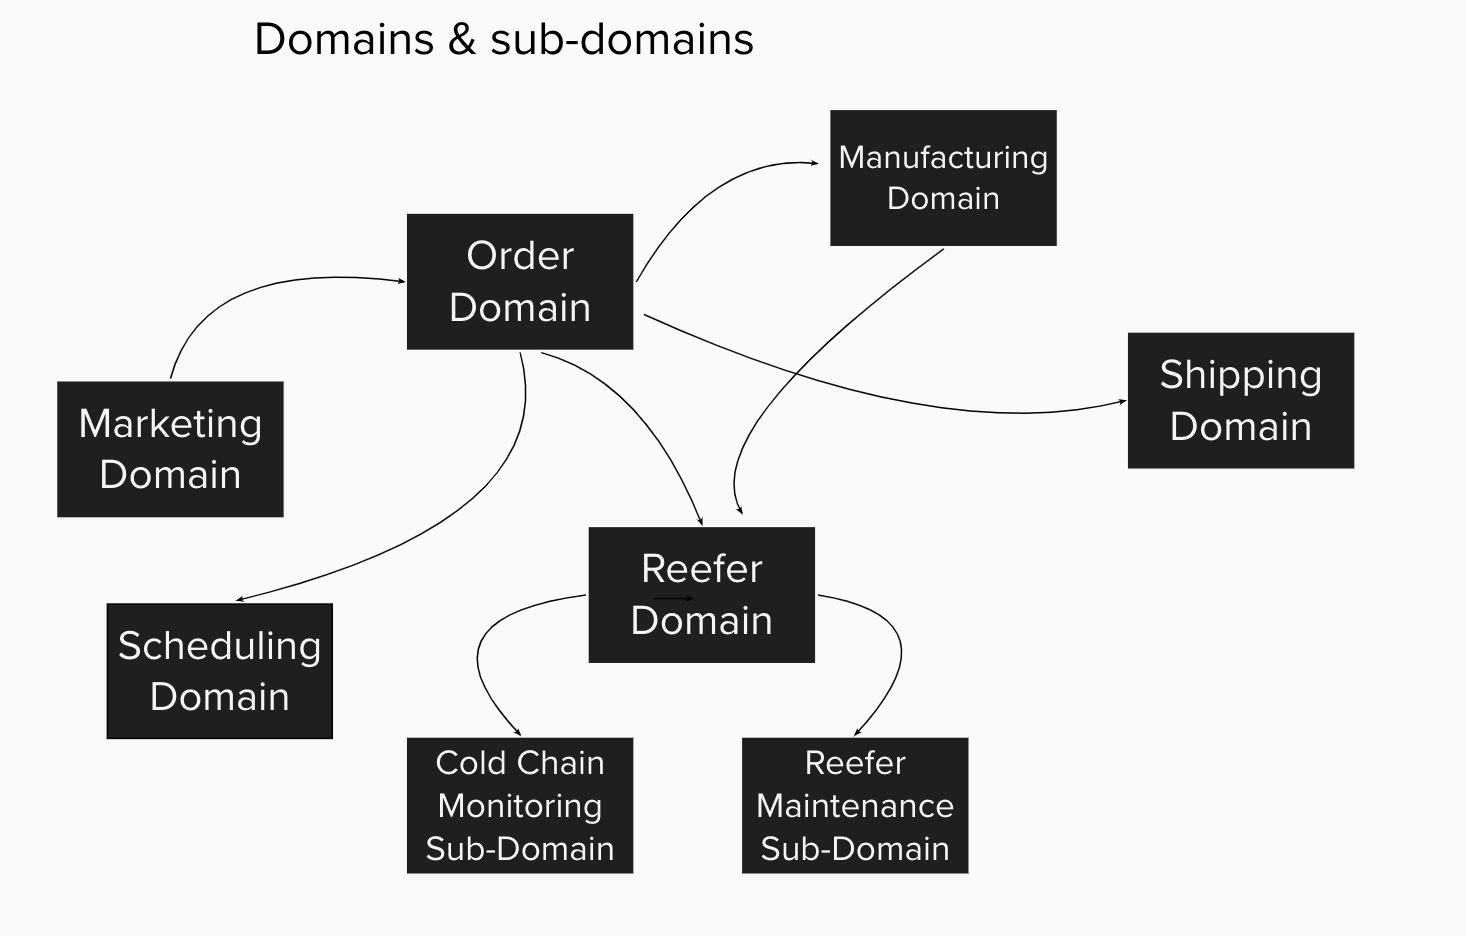 Domains & sub-domains
Manufacturing
Domain
Order
Domain
Shipping
Domain
Marketing
Domain
Reefer
Domain
Scheduling
Domain
Cold Chain
Monitoring
Sub-Domain
Reefer
Maintenance
Sub-Domain